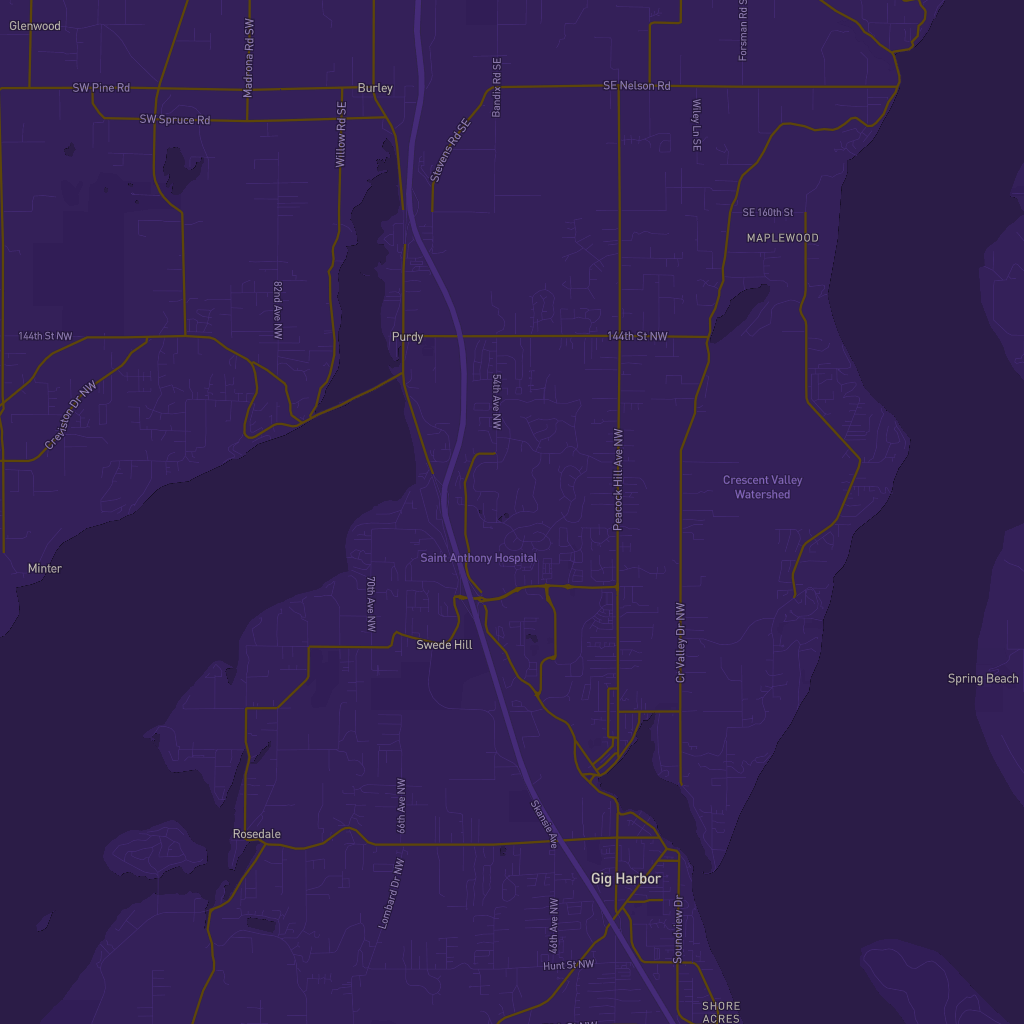 Glenwood
Madrona Rd SW
Forsman Rd S
SW Pine Rd
Burley
Bandix Rd SE
SE Nelson Rd
SW Spruce Rd
Willow Rd SE
Stevens Rd SE
Wiley Ln SE
SE 160th St
MAPLEWOOD
82nd Ave NW
144th St NW
Purdy
144th St NW
Creviston Dr NW
54th Ave NW
Peacock Hill Ave NW
Crescent Valley
Watershed
Saint Anthony Hospital
Minter
70th Ave NW
Swede Hill
Cr Valley Dr NW
Spring Beach
66th Ave NW
Skansie Ave
Rosedale
Gig Harbor
Lombard Dr NW
46th Ave NW
Soundview Dr
Hunt St NW
SHORE
ACRES